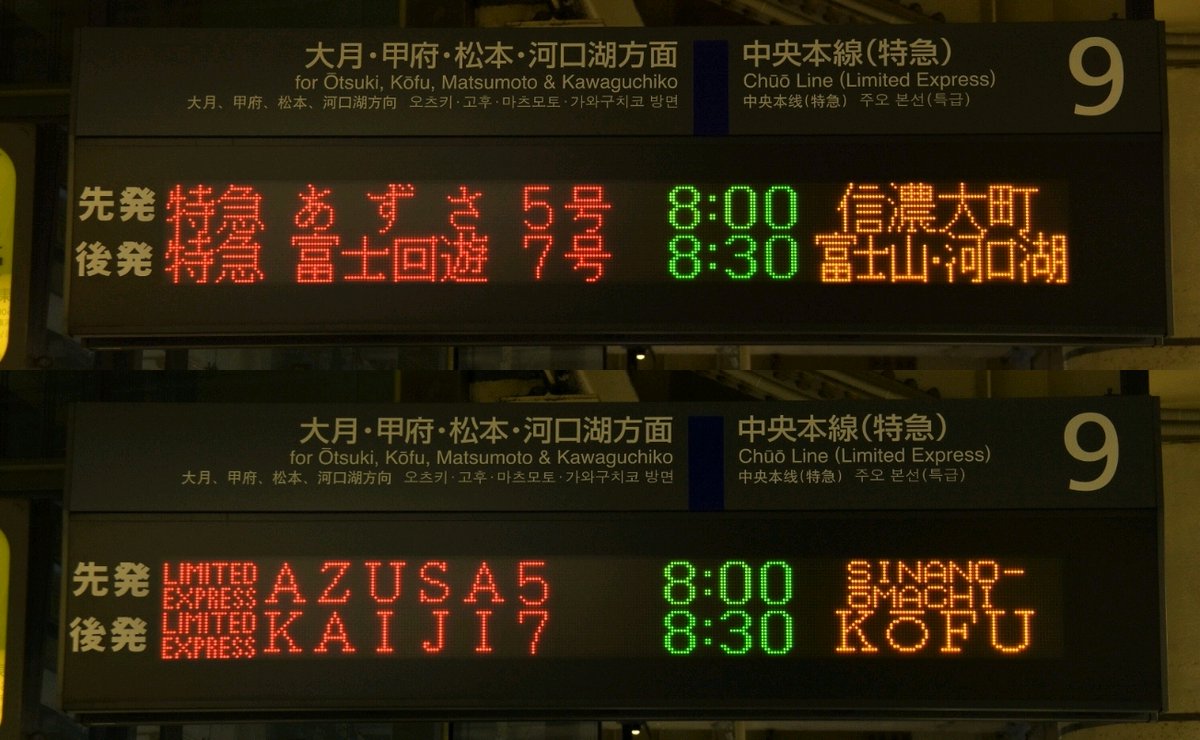 大月・甲府・松本・河口湖方面
for Ōtsuki, Kōfu, Matsumoto & Kawaguchiko
大月、甲府、松本、河口湖方向 오츠키·고후·마츠모토·가와구치코 방면
中央本線(特急)
Chūō Line (Limited Express)
中央本线(特急) 주오 본선(특급)
9
先発 特急 あずさ 5号 8:00 信濃大町
後発 特急 富士回遊 7号 8:30 富士山・河口湖
大月・甲府・松本・河口湖方面
for Ōtsuki, Kōfu, Matsumoto & Kawaguchiko
大月、甲府、松本、河口湖方向 오츠키·고후·마츠모토·가와구치코 방면
中央本線(特急)
Chūō Line (Limited Express)
中央本线(特急) 주오 본선(특급)
9
先発 LIMITED EXPRESS AZUSA 5 8:00 SINANO-OMACHI
後発 LIMITED EXPRESS KAIJI 7 8:30 KOFU